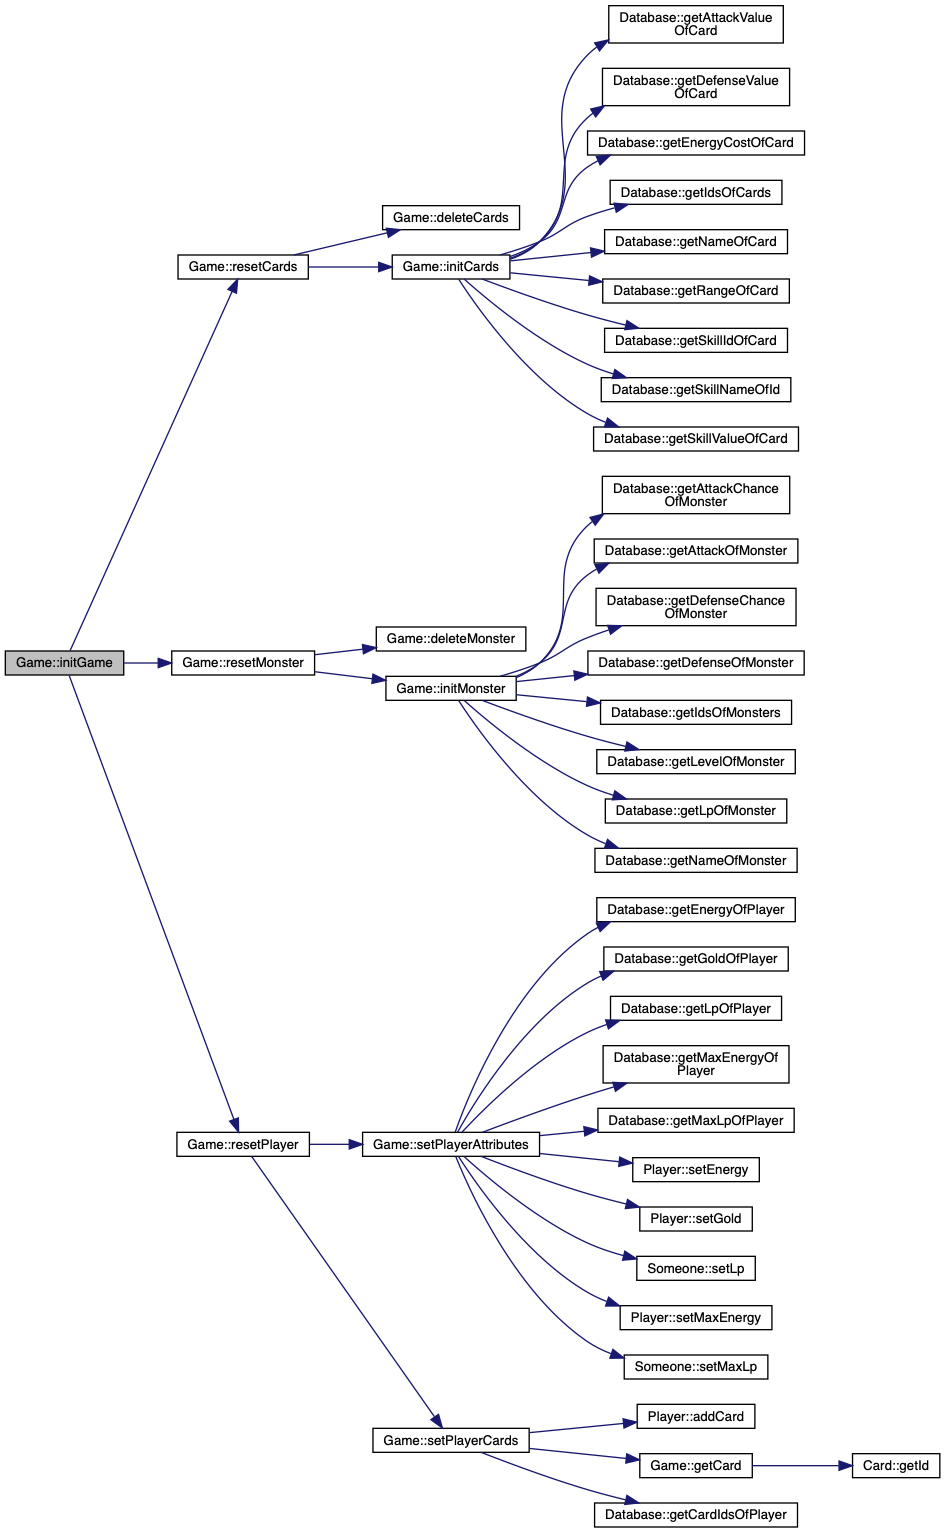 Game::initGame
Game::resetCards
Game::deleteCards
Game::initCards
Database::getAttackValue
OfCard
Database::getDefenseValue
OfCard
Database::getEnergyCostOfCard
Database::getIdsOfCards
Database::getNameOfCard
Database::getRangeOfCard
Database::getSkillIdOfCard
Database::getSkillNameOfId
Database::getSkillValueOfCard
Game::resetMonster
Game::deleteMonster
Game::initMonster
Database::getAttackChance
OfMonster
Database::getAttackOfMonster
Database::getDefenseChance
OfMonster
Database::getDefenseOfMonster
Database::getIdsOfMonsters
Database::getLevelOfMonster
Database::getLpOfMonster
Database::getNameOfMonster
Game::resetPlayer
Game::setPlayerAttributes
Database::getEnergyOfPlayer
Database::getGoldOfPlayer
Database::getLpOfPlayer
Database::getMaxEnergyOf
Player
Database::getMaxLpOfPlayer
Player::setEnergy
Player::setGold
Someone::setLp
Player::setMaxEnergy
Someone::setMaxLp
Game::setPlayerCards
Player::addCard
Game::getCard
Card::getId
Database::getCardIdsOfPlayer